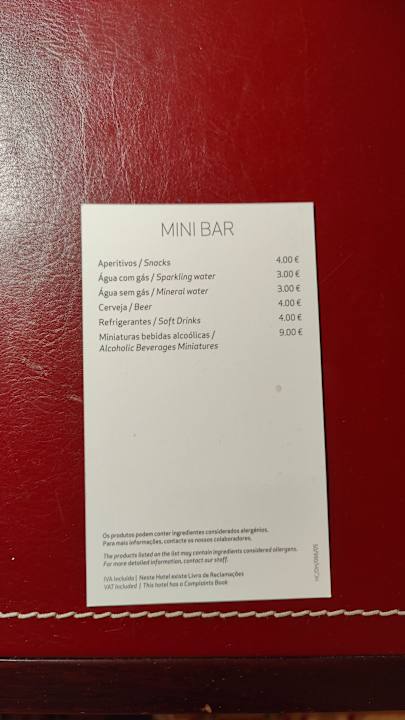 MINI BAR
Aperitivos / Snacks 4.00 €
Água com gás / Sparkling water 3.00 €
Água sem gás / Mineral water 3.00 €
Cerveja / Beer 4.00 €
Refrigerantes / Soft Drinks 4.00 €
Miniaturas bebidas alcoólicas / 9.00 €
Alcoholic Beverages Miniatures
Os produtos podem conter ingredientes considerados alergénios.
Para mais informações, contacte os nossos colaboradores.
The products listed on the list may contain ingredients considered allergens.
For more detailed information, contact our staff.
IVA Incluído | Neste Hotel existe Livro de Reclamações
VAT Included | This hotel has a Complaints Book